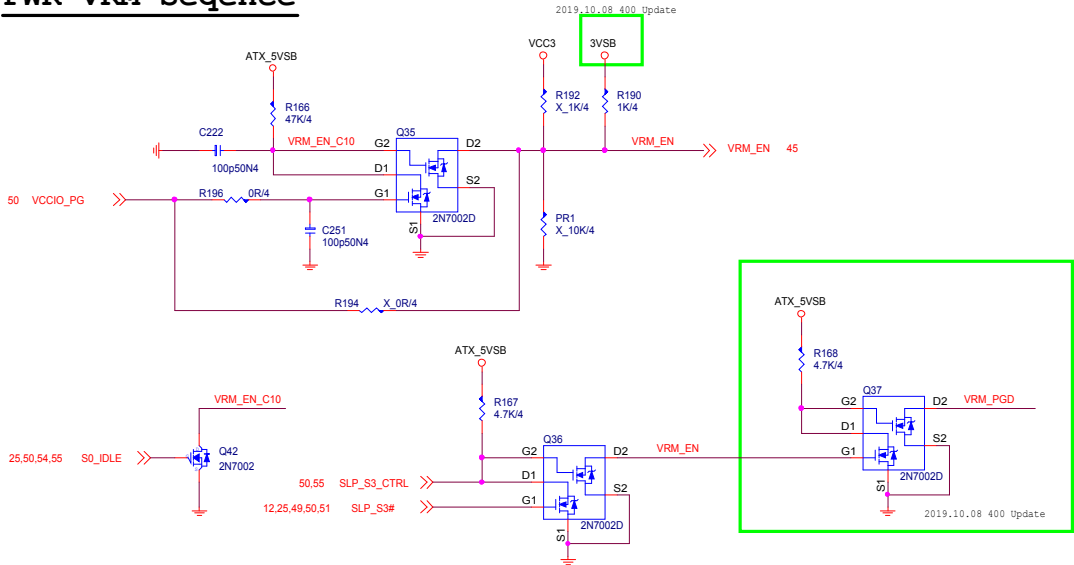 PWR VRM Seqence
2019.10.08 400 Update
ATX_5VSB
VCC3
3VSB
R166
47K/4
R192
X_1K/4
R190
1K/4
C222
100p50N4
VRM_EN_C10
Q35
G2
D2
D1
G1
S2
S1
2N7002D
VRM_EN
VRM_EN 45
50 VCCIO_PG
R196 0R/4
C251
100p50N4
PR1
X_10K/4
R194 X_0R/4
ATX_5VSB
R167
4.7K/4
VRM_EN_C10
25,50,54,55 S0_IDLE
Q42
2N7002
Q36
G2
D2
D1
G1
S2
S1
2N7002D
VRM_EN
50,55 SLP_S3_CTRL
12,25,49,50,51 SLP_S3#
ATX_5VSB
R168
4.7K/4
Q37
G2
D2
D1
G1
S2
S1
2N7002D
VRM_PGD
2019.10.08 400 Update